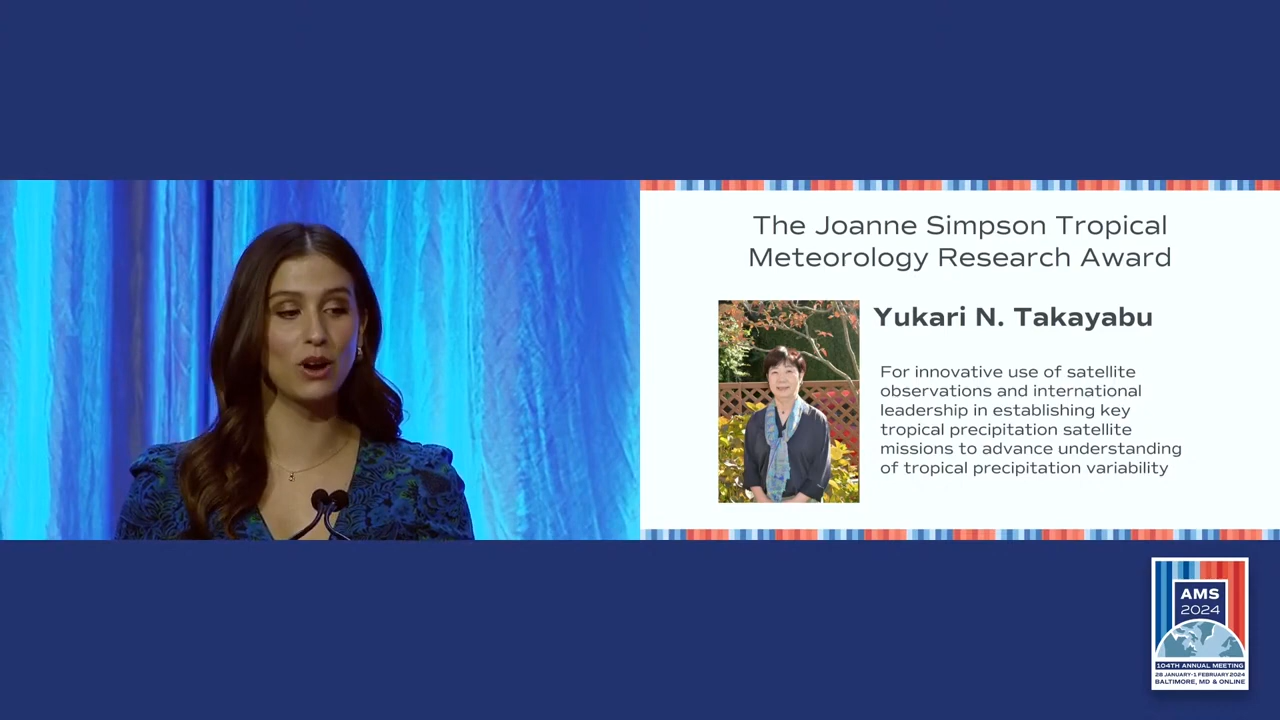 The Joanne Simpson Tropical
Meteorology Research Award
Yukari N. Takayabu
For innovative use of satellite
observations and international
leadership in establishing key
tropical precipitation satellite
missions to advance understanding
of tropical precipitation variability
AMS
2024
104TH ANNUAL MEETING
28 JANUARY-1 FEBRUARY 2024
BALTIMORE, MD & ONLINE